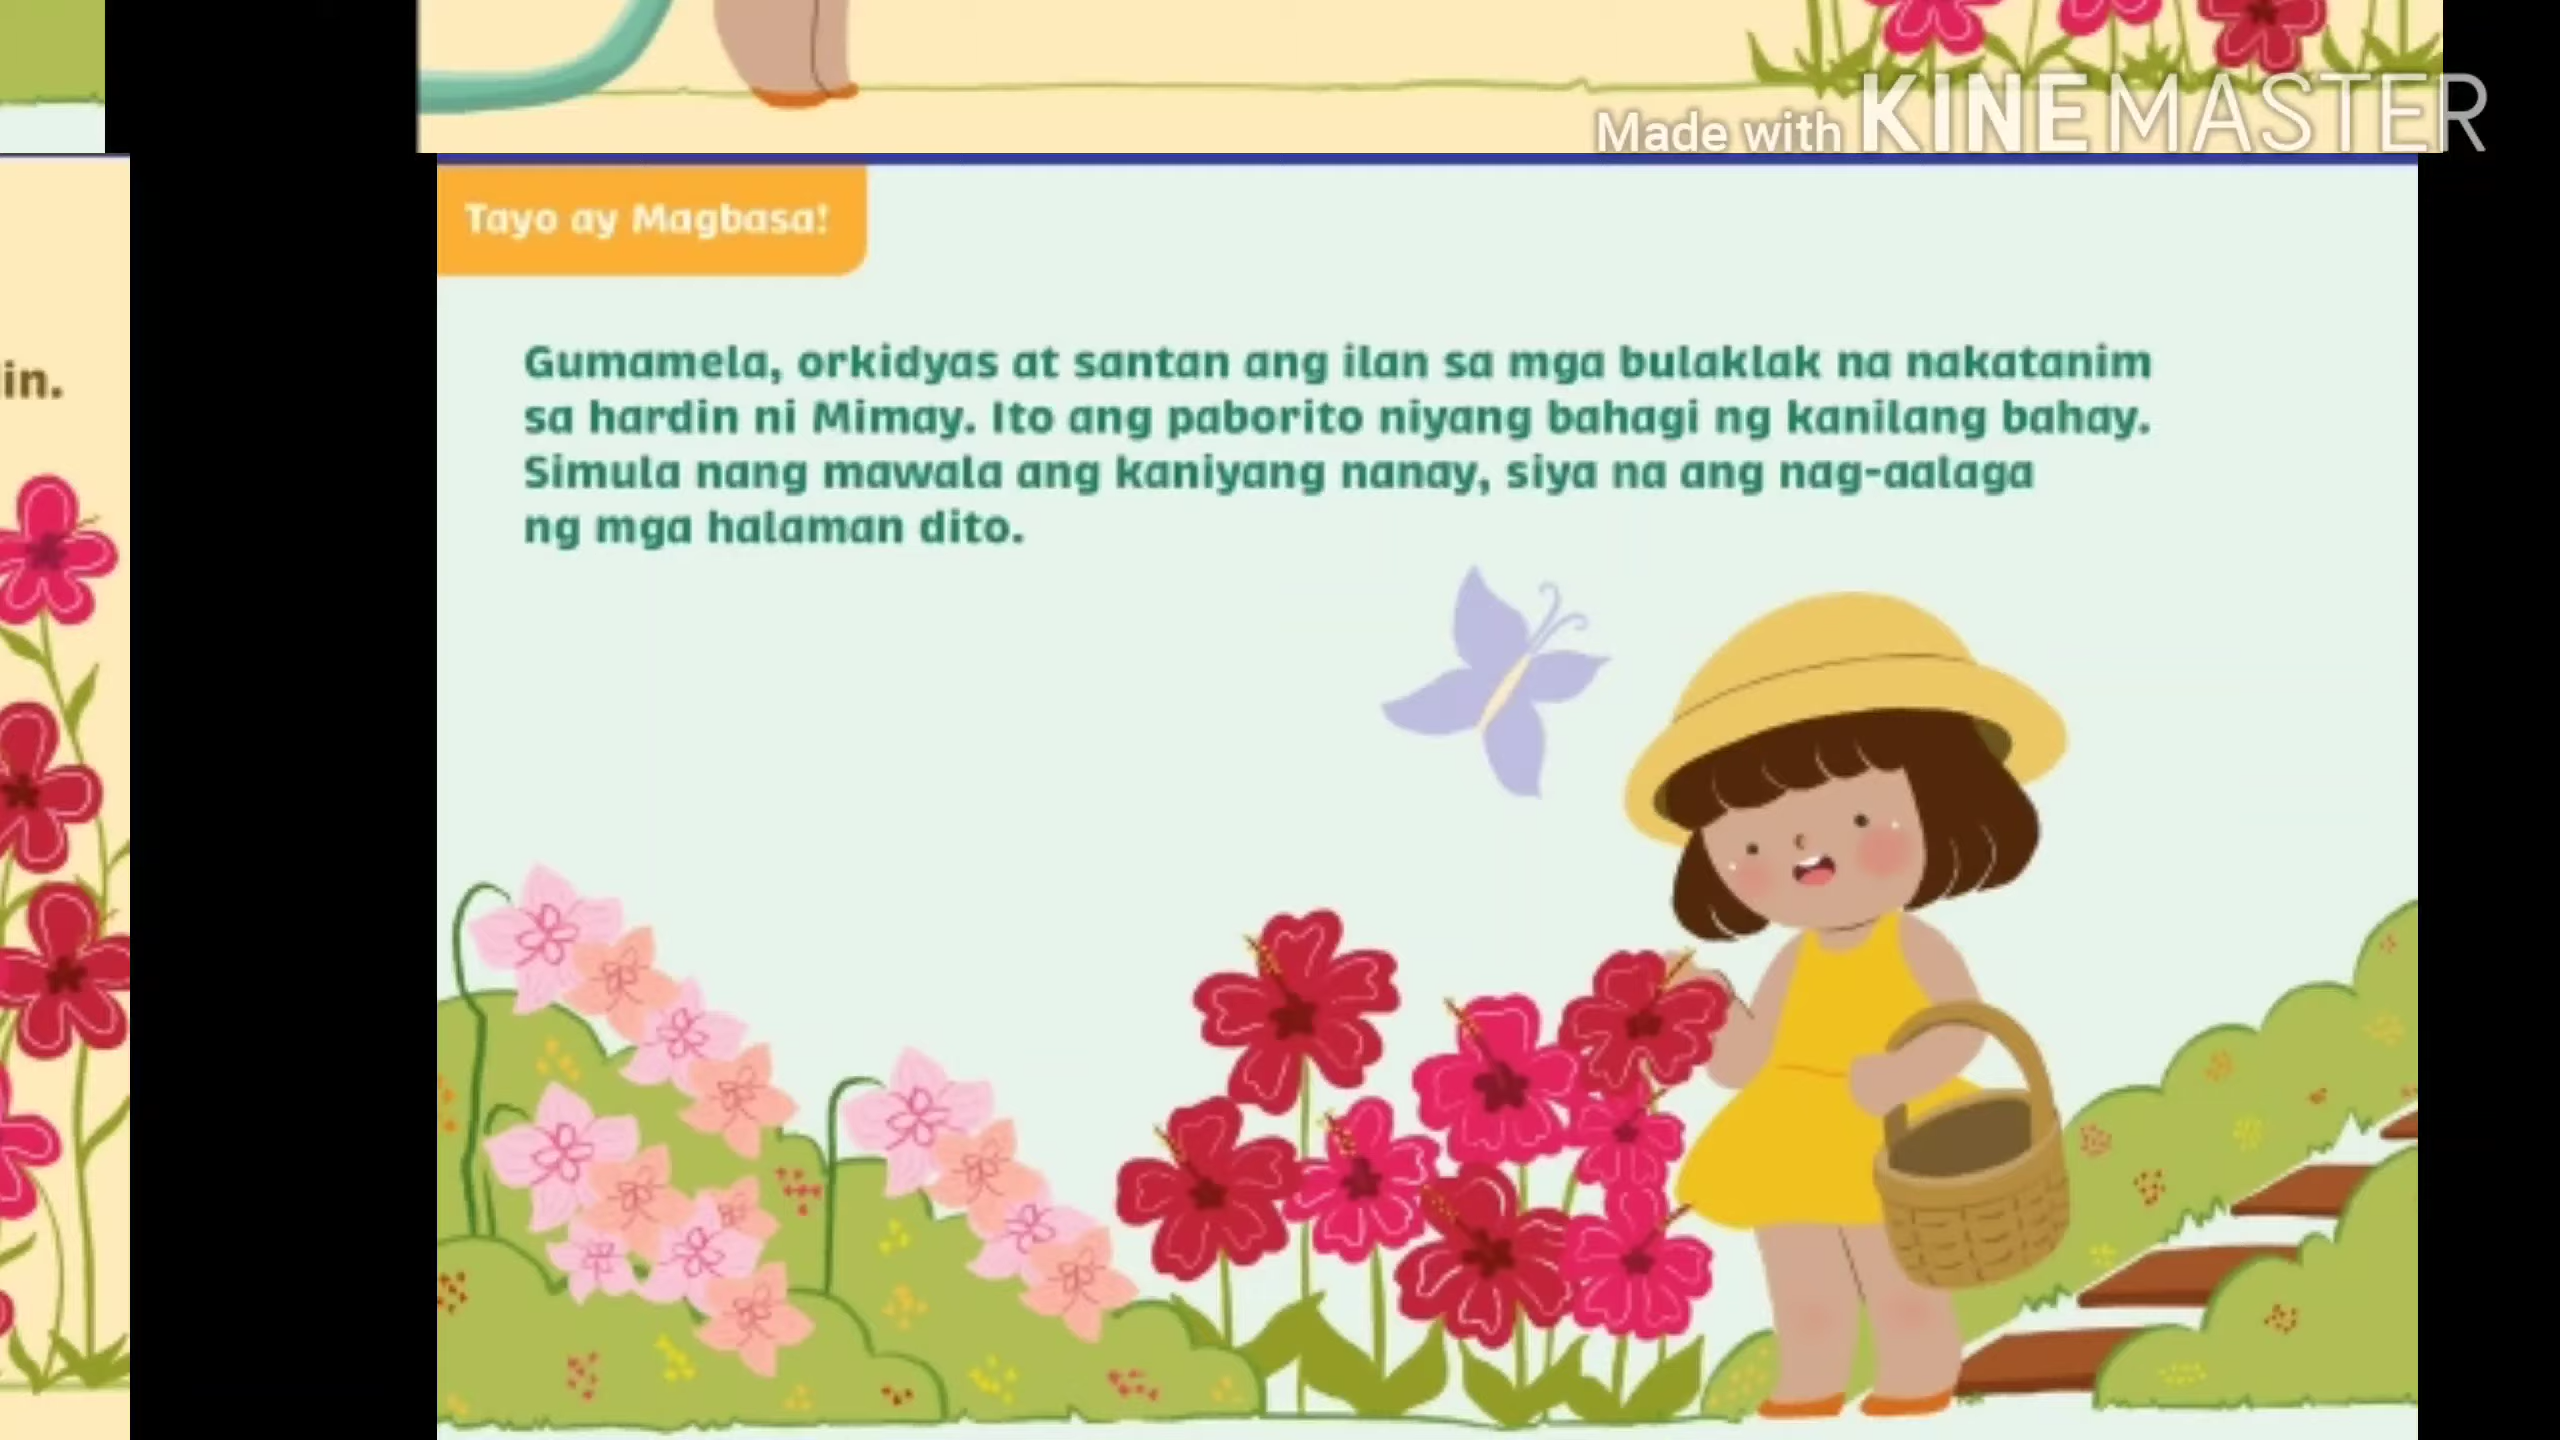 Made with KINEMASTER
Tayo ay Magbasa!
in.
Gumamela, orkidyas at santan ang ilan sa mga bulaklak na nakatanim
sa hardin ni Mimay. Ito ang paborito niyang bahagi ng kanilang bahay.
Simula nang mawala ang kaniyang nanay, siya na ang nag-aalaga
ng mga halaman dito.